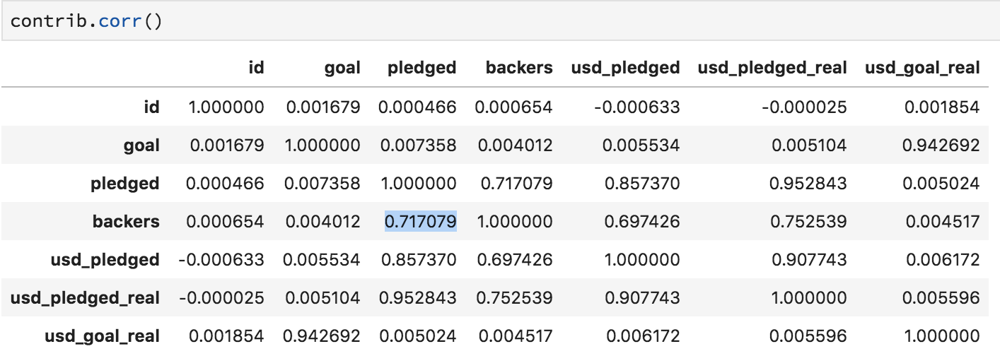 contrib.corr()
id goal pledged backers usd_pledged usd_pledged_real usd_goal_real
id 1.000000 0.001679 0.000466 0.000654 -0.000633 -0.000025 0.001854
goal 0.001679 1.000000 0.007358 0.004012 0.005534 0.005104 0.942692
pledged 0.000466 0.007358 1.000000 0.717079 0.857370 0.952843 0.005024
backers 0.000654 0.004012 0.717079 1.000000 0.697426 0.752539 0.004517
usd_pledged -0.000633 0.005534 0.857370 0.697426 1.000000 0.907743 0.006172
usd_pledged_real -0.000025 0.005104 0.952843 0.752539 0.907743 1.000000 0.005596
usd_goal_real 0.001854 0.942692 0.005024 0.004517 0.006172 0.005596 1.000000